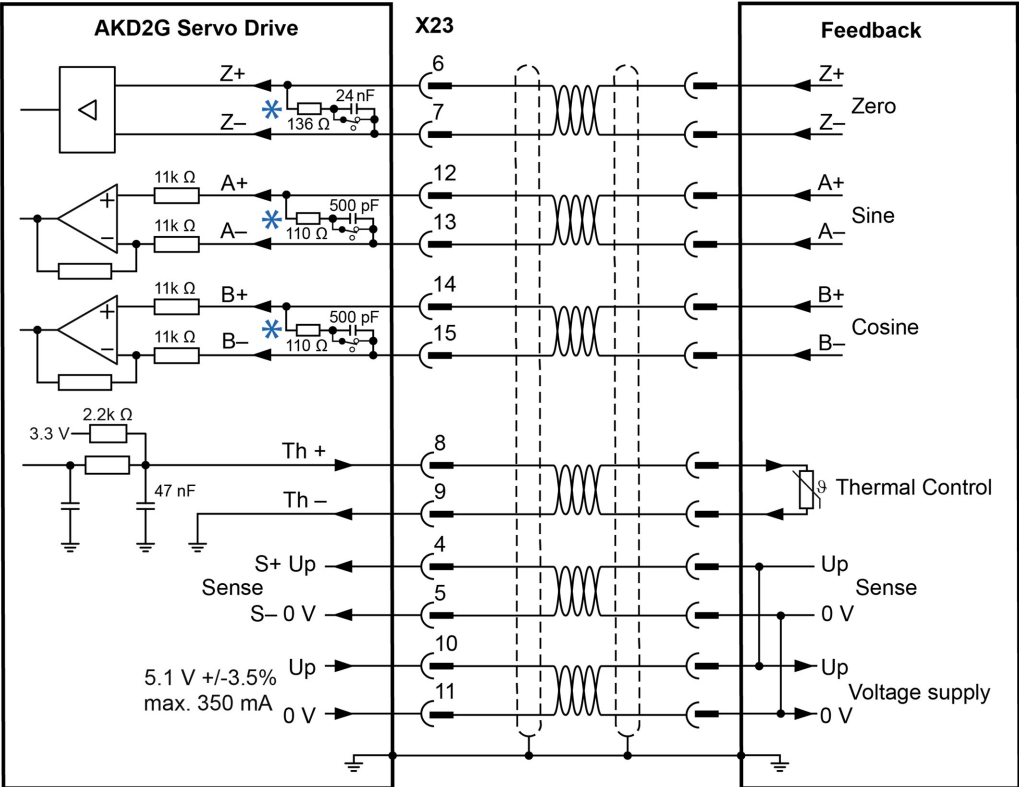 AKD2G Servo Drive
X23
Feedback
6
Z+
Z+
24 nF
Zero
7
136 Ω
Z–
Z–
12
11k Ω
A+
A+
500 pF
Sine
13
11k Ω
110 Ω
A–
A–
14
11k Ω
B+
B+
500 pF
Cosine
15
11k Ω
110 Ω
B–
B–
2.2k Ω
3.3 V
8
Th +
47 nF
9
ϑ Thermal Control
Th –
4
S+ Up
Up
Sense
Sense
5
S– 0 V
0 V
10
Up
Up
5.1 V +/-3.5%
max. 350 mA
Voltage supply
11
0 V
0 V